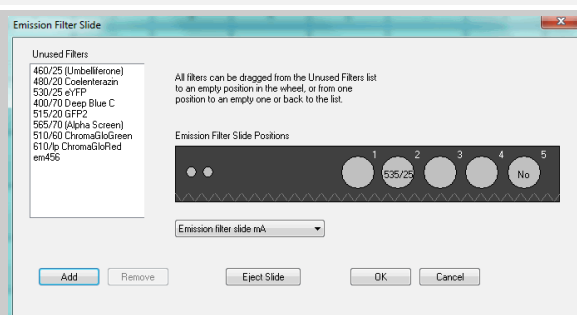 Emission Filter Slide
x
Unused Filters
460/25 (Umbelliferone)
480/20 Coelenterazin
530/25 eYFP
400/70 Deep Blue C
515/20 GFP2
565/70 (Alpha Screen)
510/60 ChromaGloGreen
610/lp ChromaGloRed
em456
All filters can be dragged from the Unused Filters list
to an empty position in the wheel, or from one
position to an empty one or back to the list.
Emission Filter Slide Positions
1 2 3 4 5
535/25 No
Emission filter slide mA
Add Remove Eject Slide OK Cancel